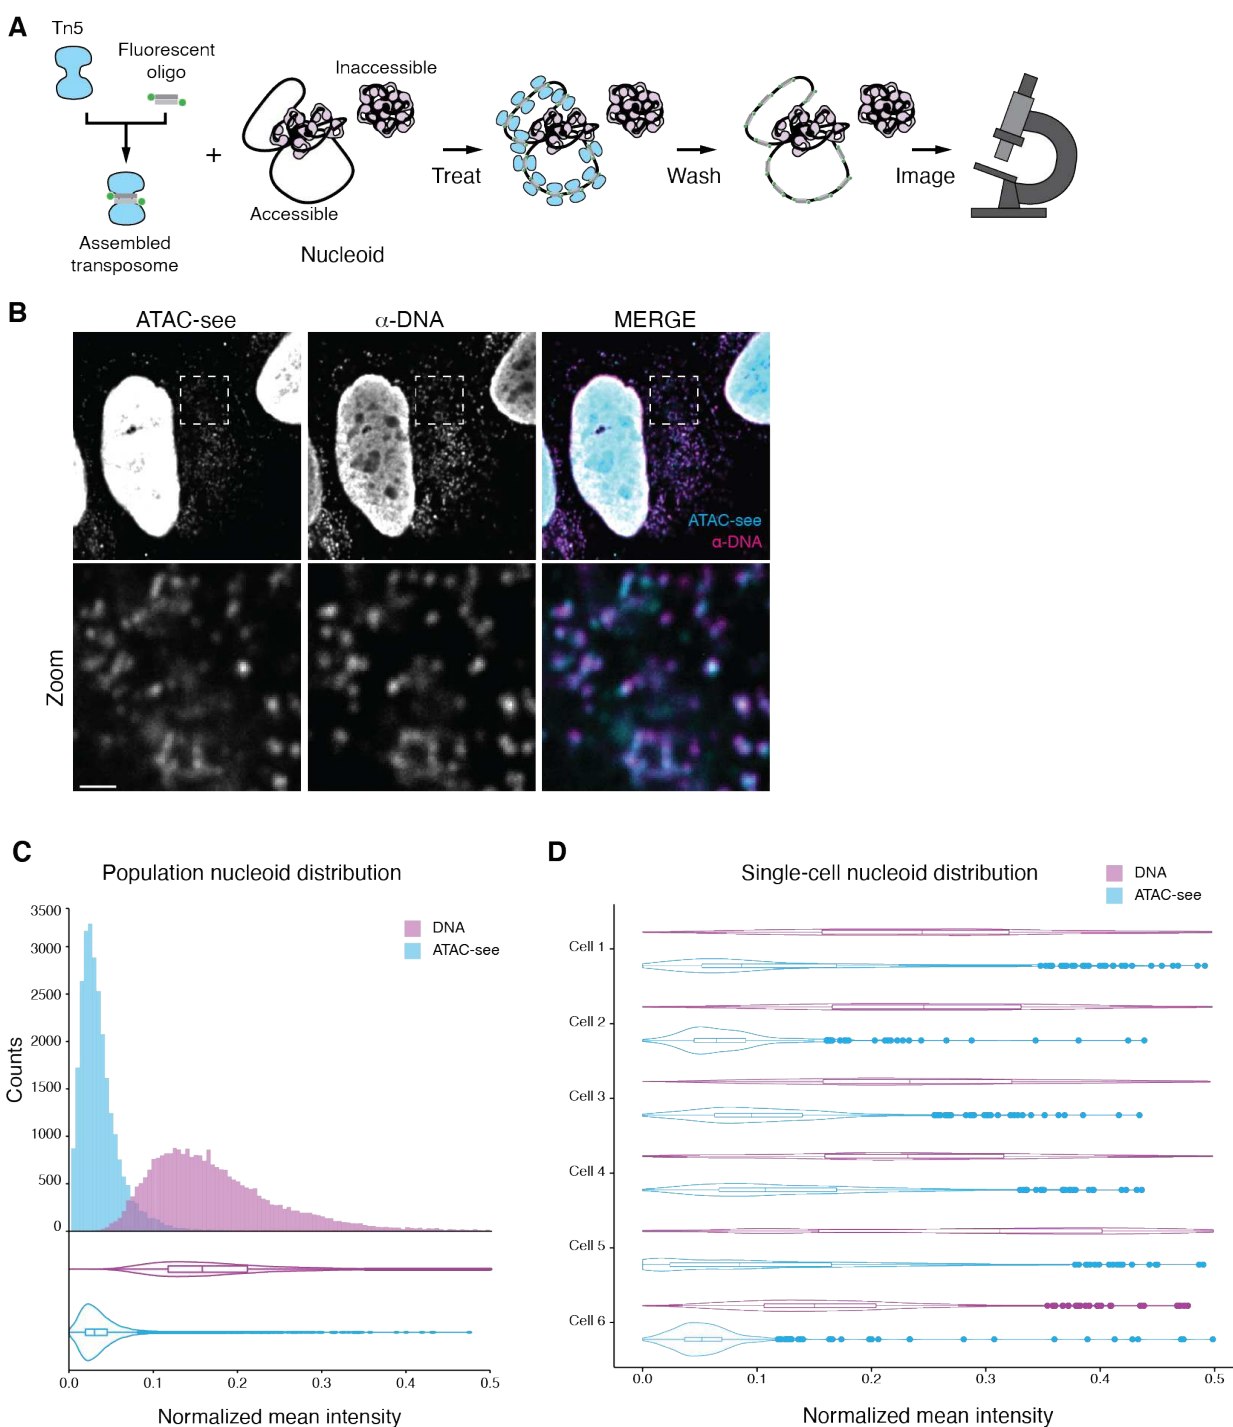 A
Tn5
Fluorescent
oligo
Inaccessible
+
Treat
Wash
Image
Accessible
Assembled
transposome
Nucleoid
B
ATAC-see
α-DNA
MERGE
ATAC-see
α-DNA
Zoom
C
Population nucleoid distribution
DNA
ATAC-see
Counts
3500
3000
2500
2000
1500
1000
500
0
0.0 0.1 0.2 0.3 0.4 0.5
Normalized mean intensity
D
Single-cell nucleoid distribution
DNA
ATAC-see
Cell 1
Cell 2
Cell 3
Cell 4
Cell 5
Cell 6
0.0 0.1 0.2 0.3 0.4 0.5
Normalized mean intensity